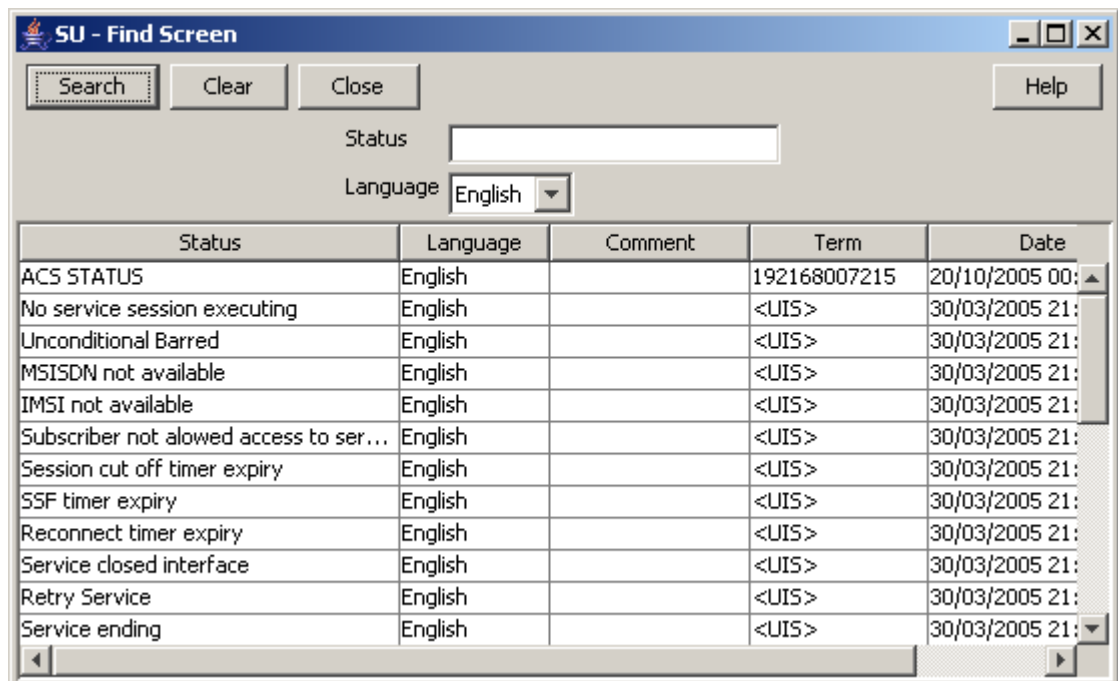 SU - Find Screen
Search Clear Close Help
Status
Language English
Status Language Comment Term Date
ACS STATUS English 192168007215 20/10/2005 00:
No service session executing English <UIS> 30/03/2005 21:
Unconditional Barred English <UIS> 30/03/2005 21:
MSISDN not available English <UIS> 30/03/2005 21:
IMSI not available English <UIS> 30/03/2005 21:
Subscriber not alowed access to ser... English <UIS> 30/03/2005 21:
Session cut off timer expiry English <UIS> 30/03/2005 21:
SSF timer expiry English <UIS> 30/03/2005 21:
Reconnect timer expiry English <UIS> 30/03/2005 21:
Service closed interface English <UIS> 30/03/2005 21:
Retry Service English <UIS> 30/03/2005 21:
Service ending English <UIS> 30/03/2005 21: